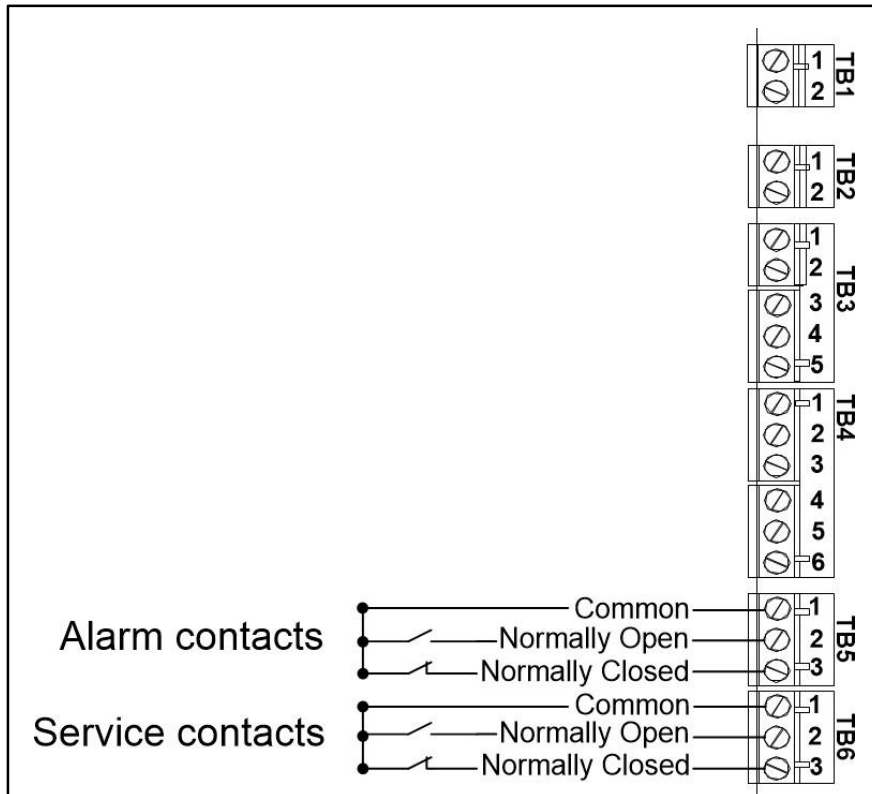 1
2
TB1
1
2
TB2
1
2
3
4
5
TB3
1
2
3
4
5
6
TB4
Alarm contacts
Common
Normally Open
Normally Closed
1
2
3
TB5
Service contacts
Common
Normally Open
Normally Closed
1
2
3
TB6